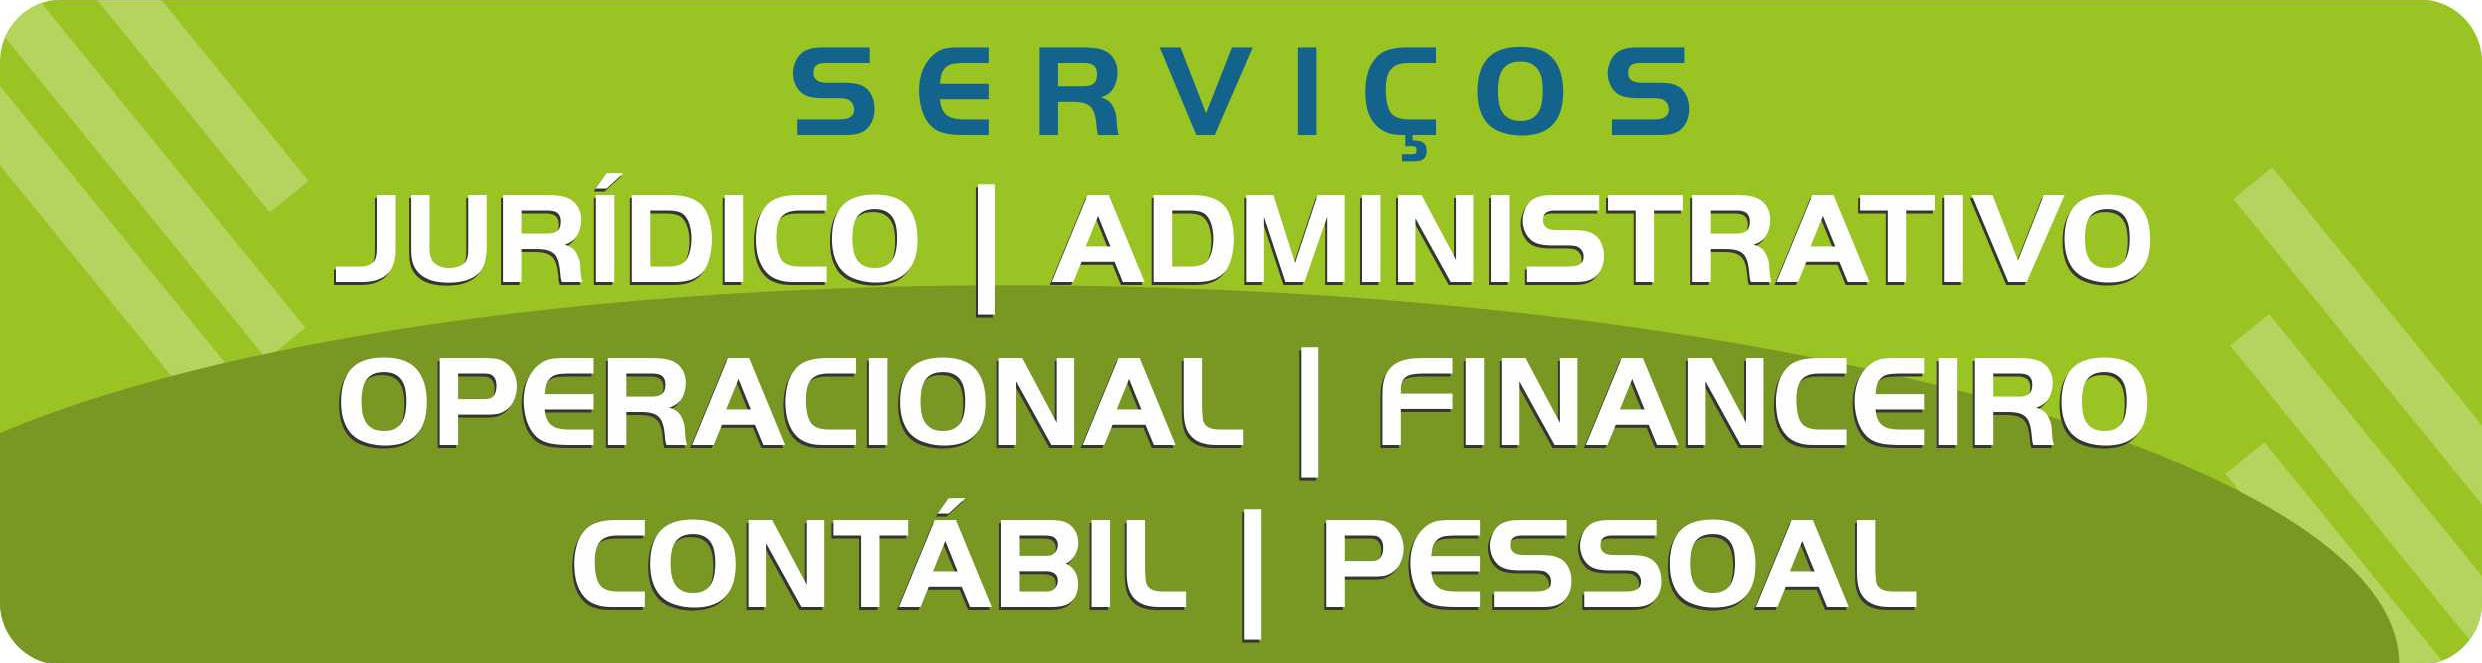 SERVIÇOS
JURÍDICO | ADMINISTRATIVO
OPERACIONAL | FINANCEIRO
CONTÁBIL | PESSOAL